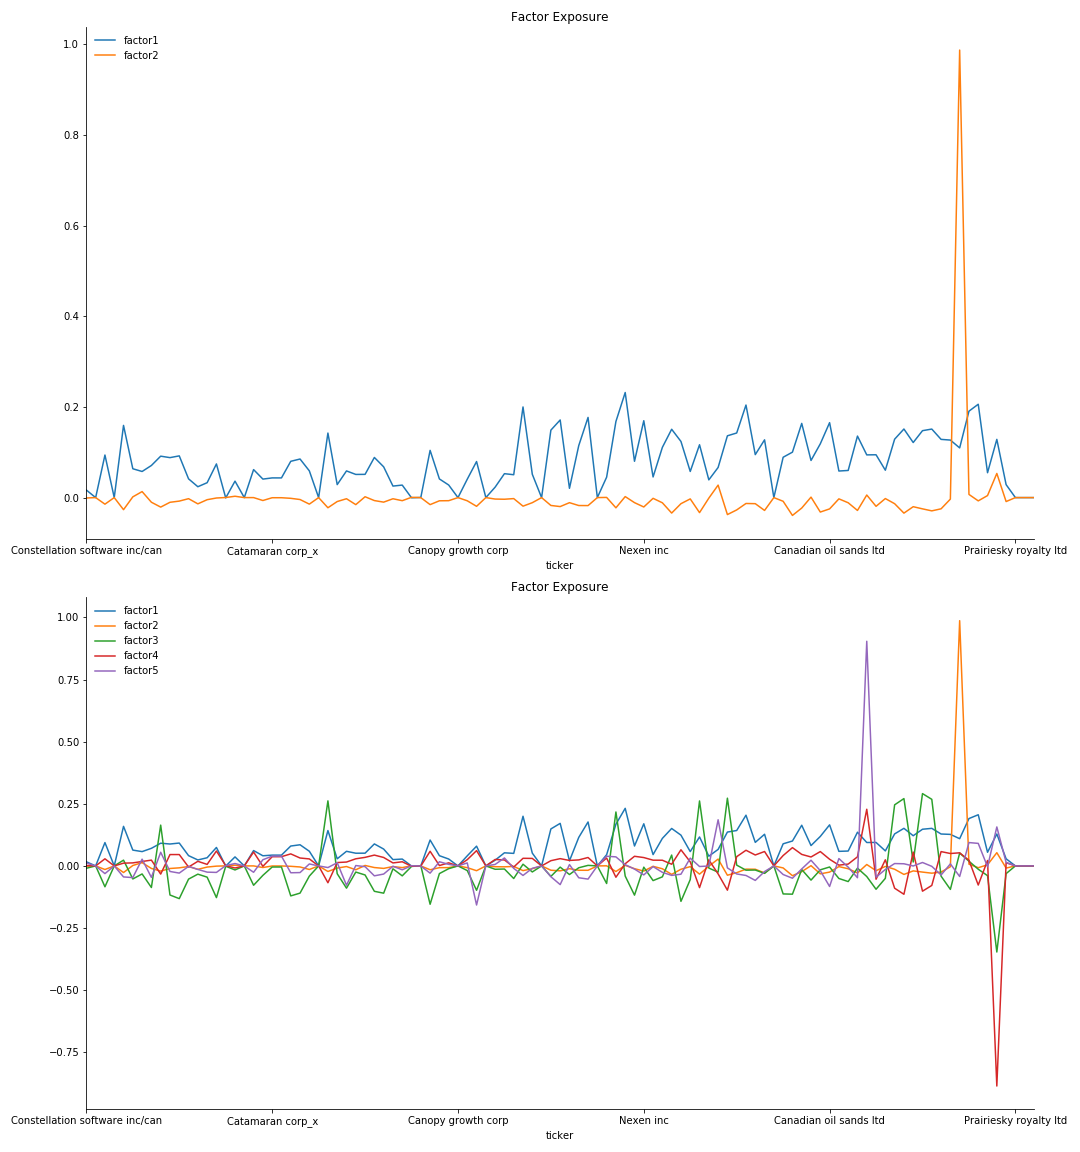 Factor Exposure
factor1
factor2
1.0
0.8
0.6
0.4
0.2
0.0
Constellation software inc/can Catamaran corp_x Canopy growth corp Nexen inc Canadian oil sands ltd Prairiesky royalty ltd
ticker
Factor Exposure
factor1
factor2
factor3
factor4
factor5
1.00
0.75
0.50
0.25
0.00
−0.25
−0.50
−0.75
Constellation software inc/can Catamaran corp_x Canopy growth corp Nexen inc Canadian oil sands ltd Prairiesky royalty ltd
ticker